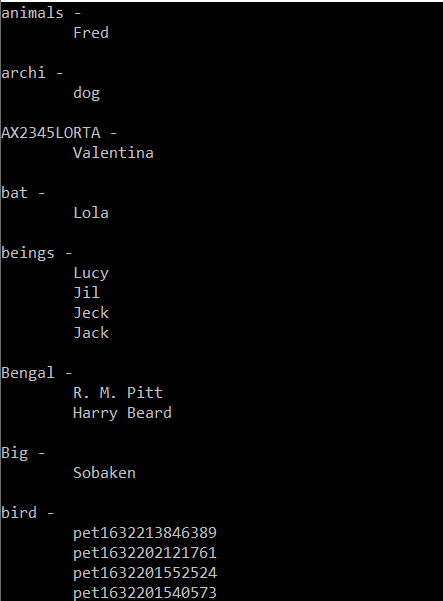 animals -
Fred
archi -
dog
AX2345LORTA -
Valentina
bat -
Lola
beings -
Lucy
Jil
Jeck
Jack
Bengal -
R. M. Pitt
Harry Beard
Big -
Sobaken
bird -
pet1632213846389
pet1632202121761
pet1632201552524
pet1632201540573